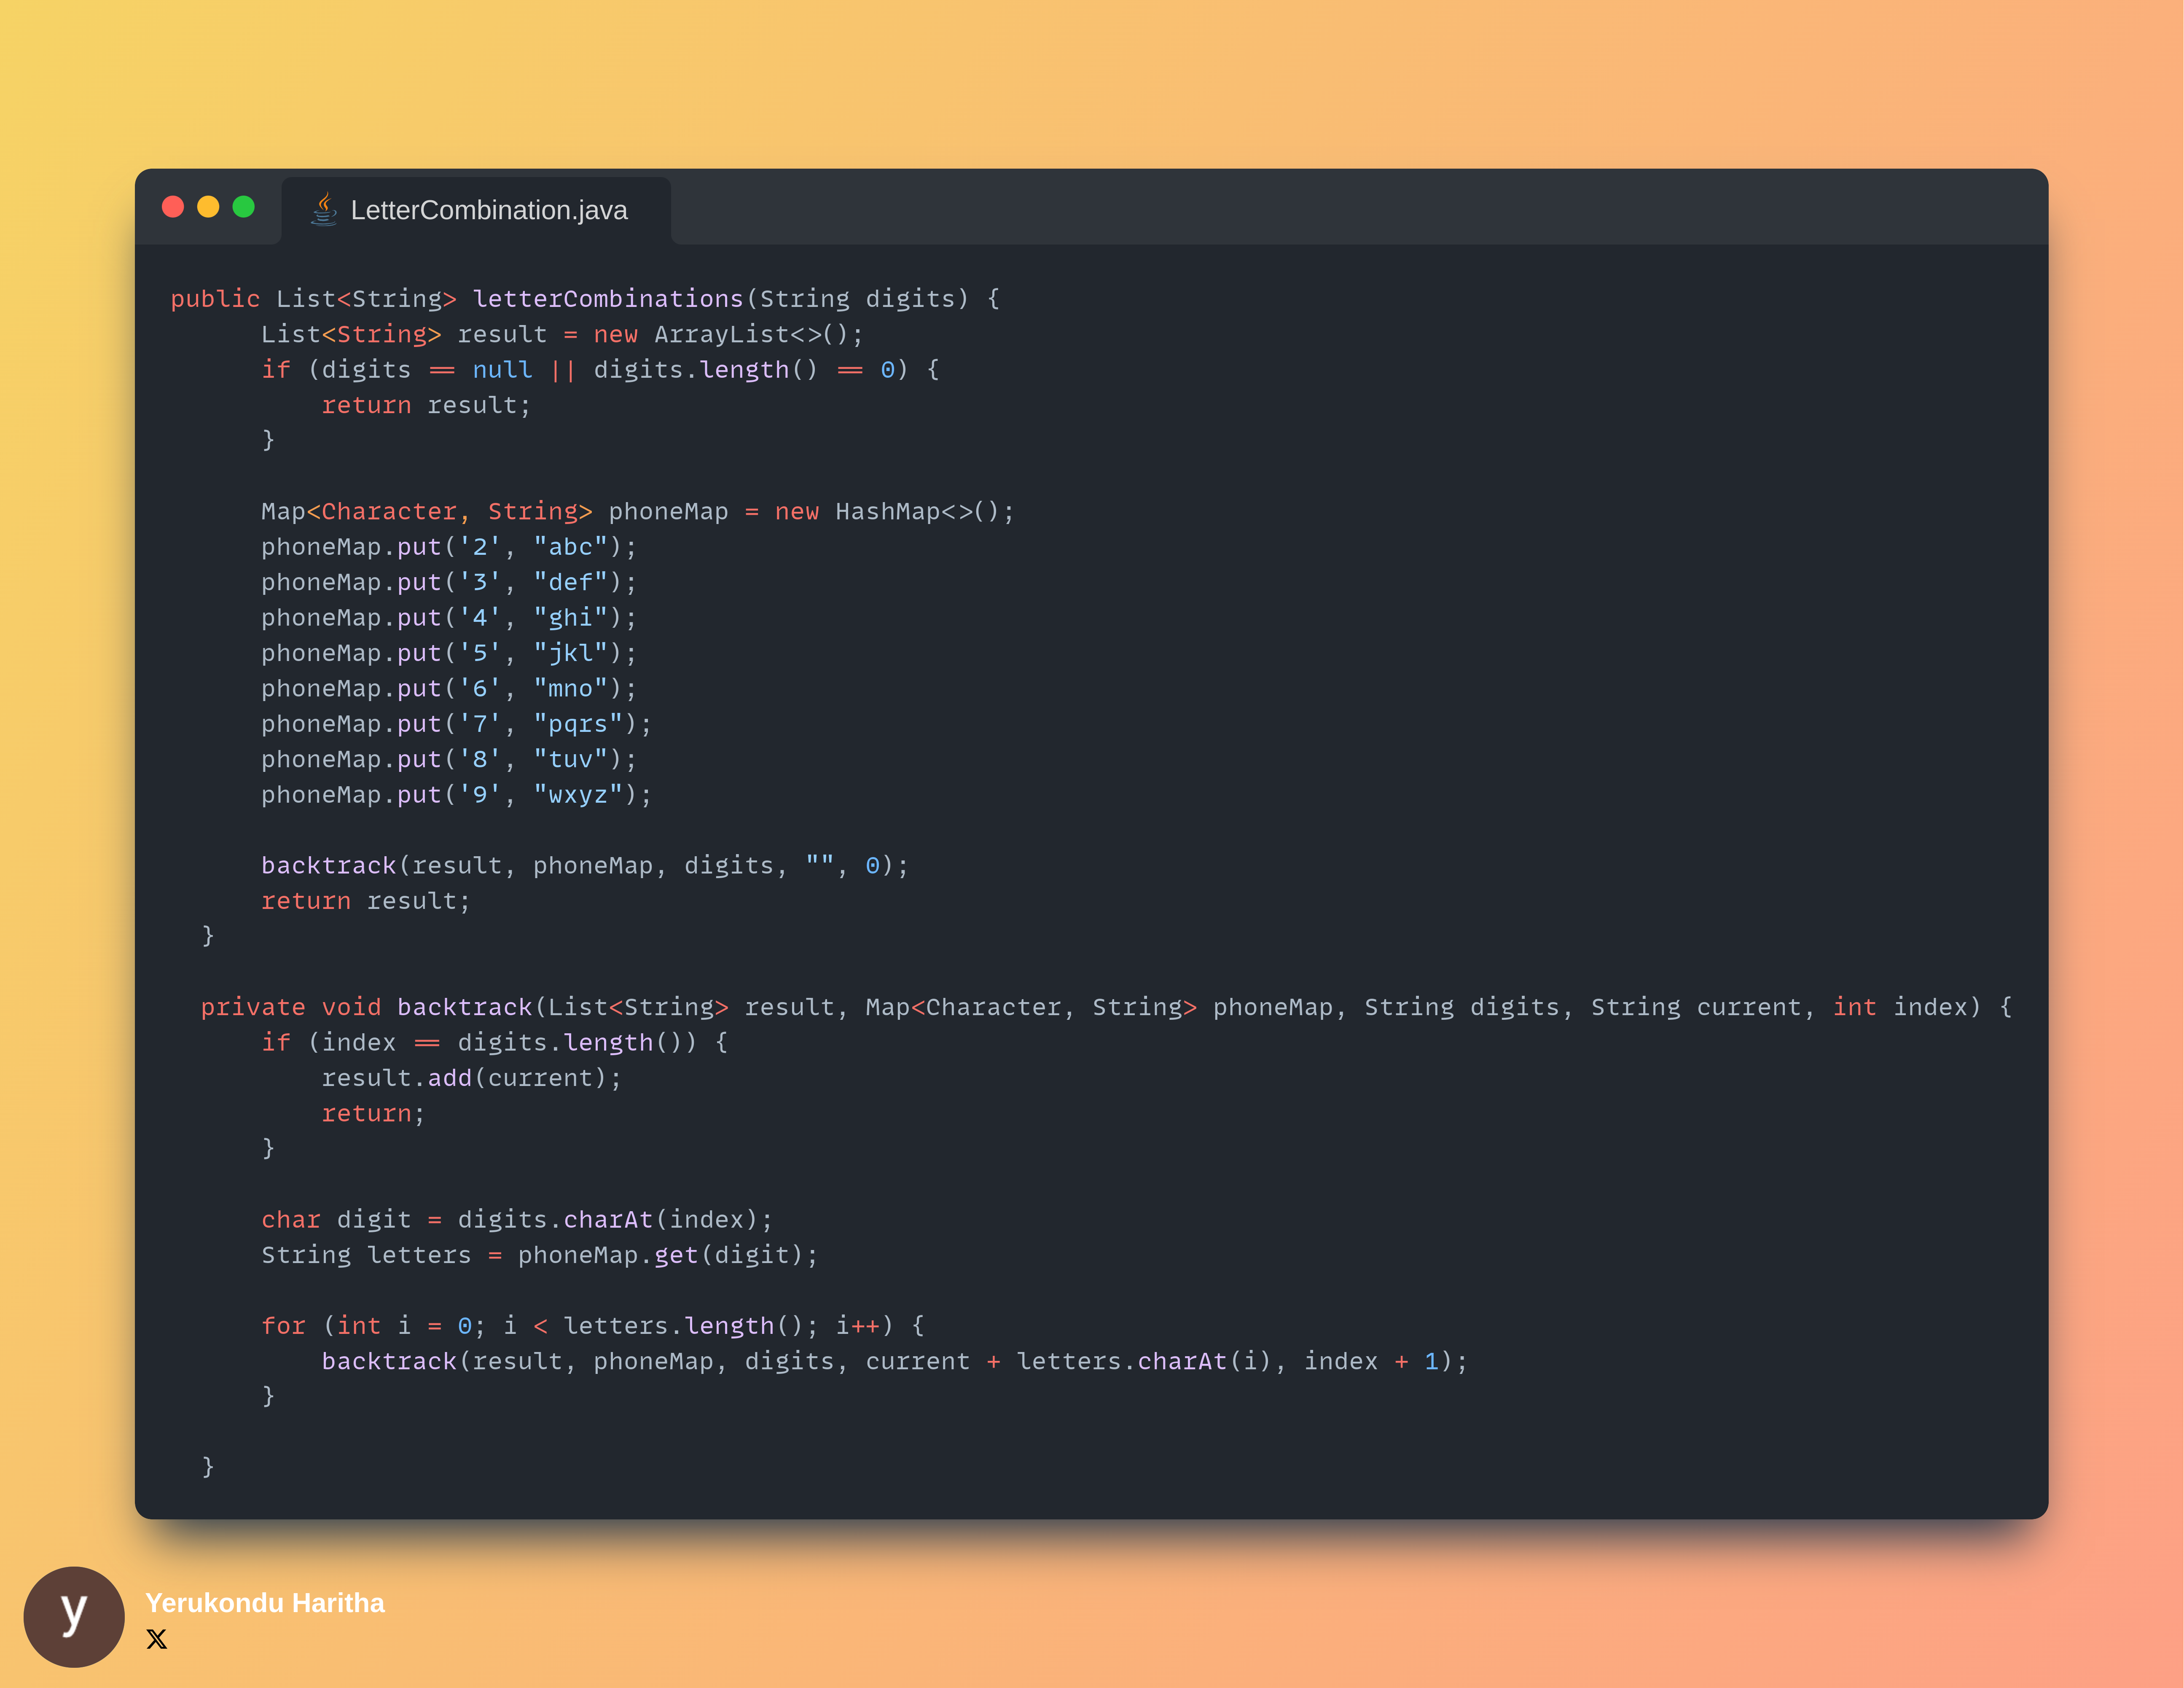 LetterCombination.java
public List<String> letterCombinations(String digits) {
      List<String> result = new ArrayList<>();
      if (digits == null || digits.length() == 0) {
          return result;
      }

      Map<Character, String> phoneMap = new HashMap<>();
      phoneMap.put('2', "abc");
      phoneMap.put('3', "def");
      phoneMap.put('4', "ghi");
      phoneMap.put('5', "jkl");
      phoneMap.put('6', "mno");
      phoneMap.put('7', "pqrs");
      phoneMap.put('8', "tuv");
      phoneMap.put('9', "wxyz");

      backtrack(result, phoneMap, digits, "", 0);
      return result;
  }

  private void backtrack(List<String> result, Map<Character, String> phoneMap, String digits, String current, int index) {
      if (index == digits.length()) {
          result.add(current);
          return;
      }

      char digit = digits.charAt(index);
      String letters = phoneMap.get(digit);

      for (int i = 0; i < letters.length(); i++) {
          backtrack(result, phoneMap, digits, current + letters.charAt(i), index + 1);
      }

  }
y
Yerukondu Haritha